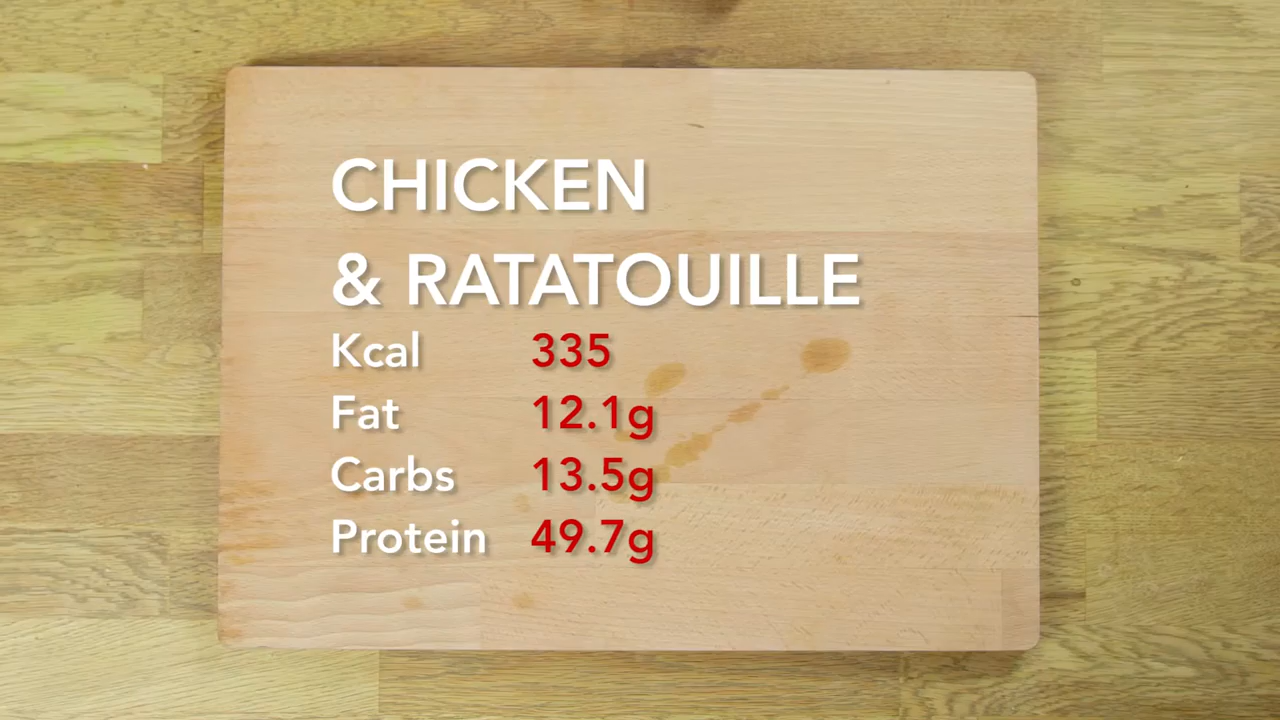 CHICKEN
& RATATOUILLE
Kcal 335
Fat 12.1g
Carbs 13.5g
Protein 49.7g